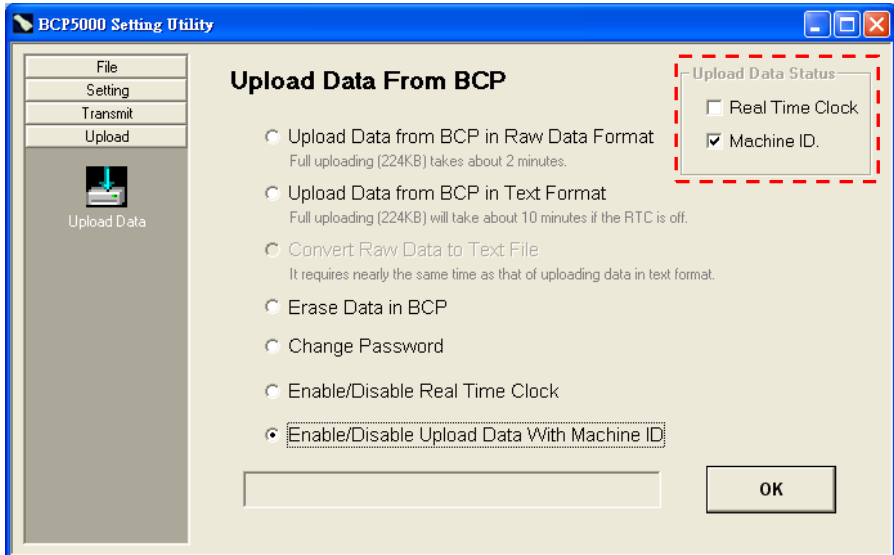 BCP5000 Setting Utility
File
Setting
Transmit
Upload
Upload Data
Upload Data From BCP
Upload Data from BCP in Raw Data Format
Full uploading (224KB) takes about 2 minutes.
Upload Data from BCP in Text Format
Full uploading (224KB) will take about 10 minutes if the RTC is off.
Convert Raw Data to Text File
It requires nearly the same time as that of uploading data in text format.
Erase Data in BCP
Change Password
Enable/Disable Real Time Clock
Enable/Disable Upload Data With Machine ID
Upload Data Status
Real Time Clock
Machine ID.
OK